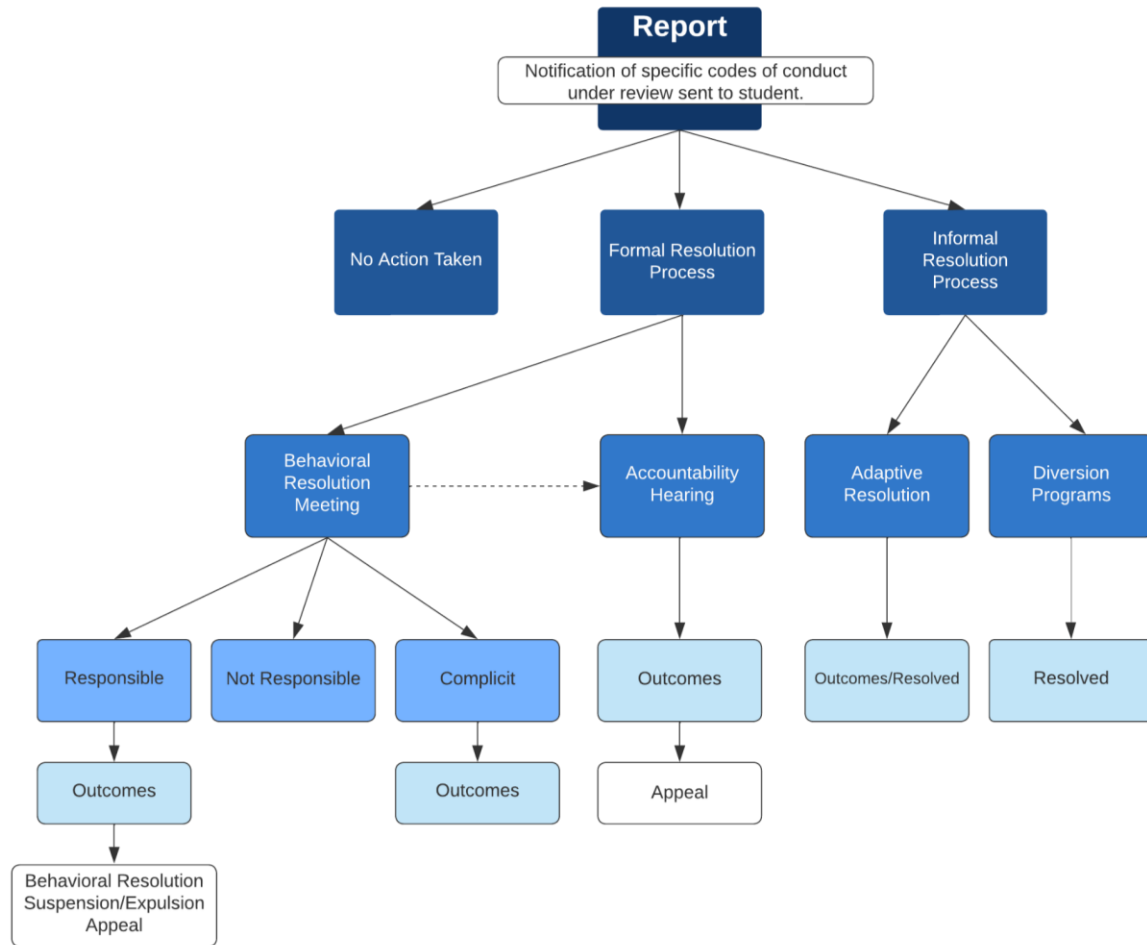 Report
Notification of specific codes of conduct
under review sent to student.
No Action Taken
Formal Resolution
Process
Informal
Resolution
Process
Behavioral
Resolution
Meeting
Accountability
Hearing
Adaptive
Resolution
Diversion
Programs
Responsible
Not Responsible
Complicit
Outcomes
Outcomes/Resolved
Resolved
Outcomes
Outcomes
Appeal
Behavioral Resolution
Suspension/Expulsion
Appeal